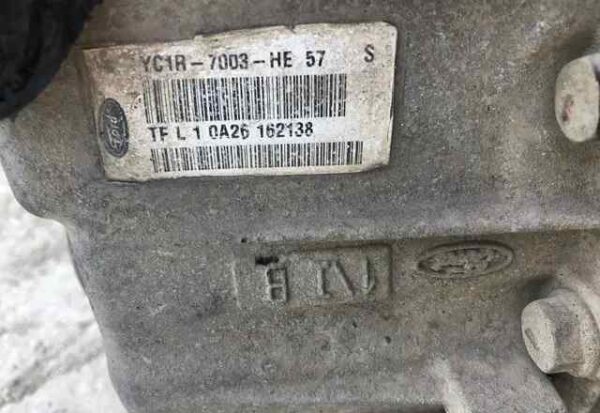 YC1R-7003-HE 57 S
Ford
TF L 1 0A26 162138